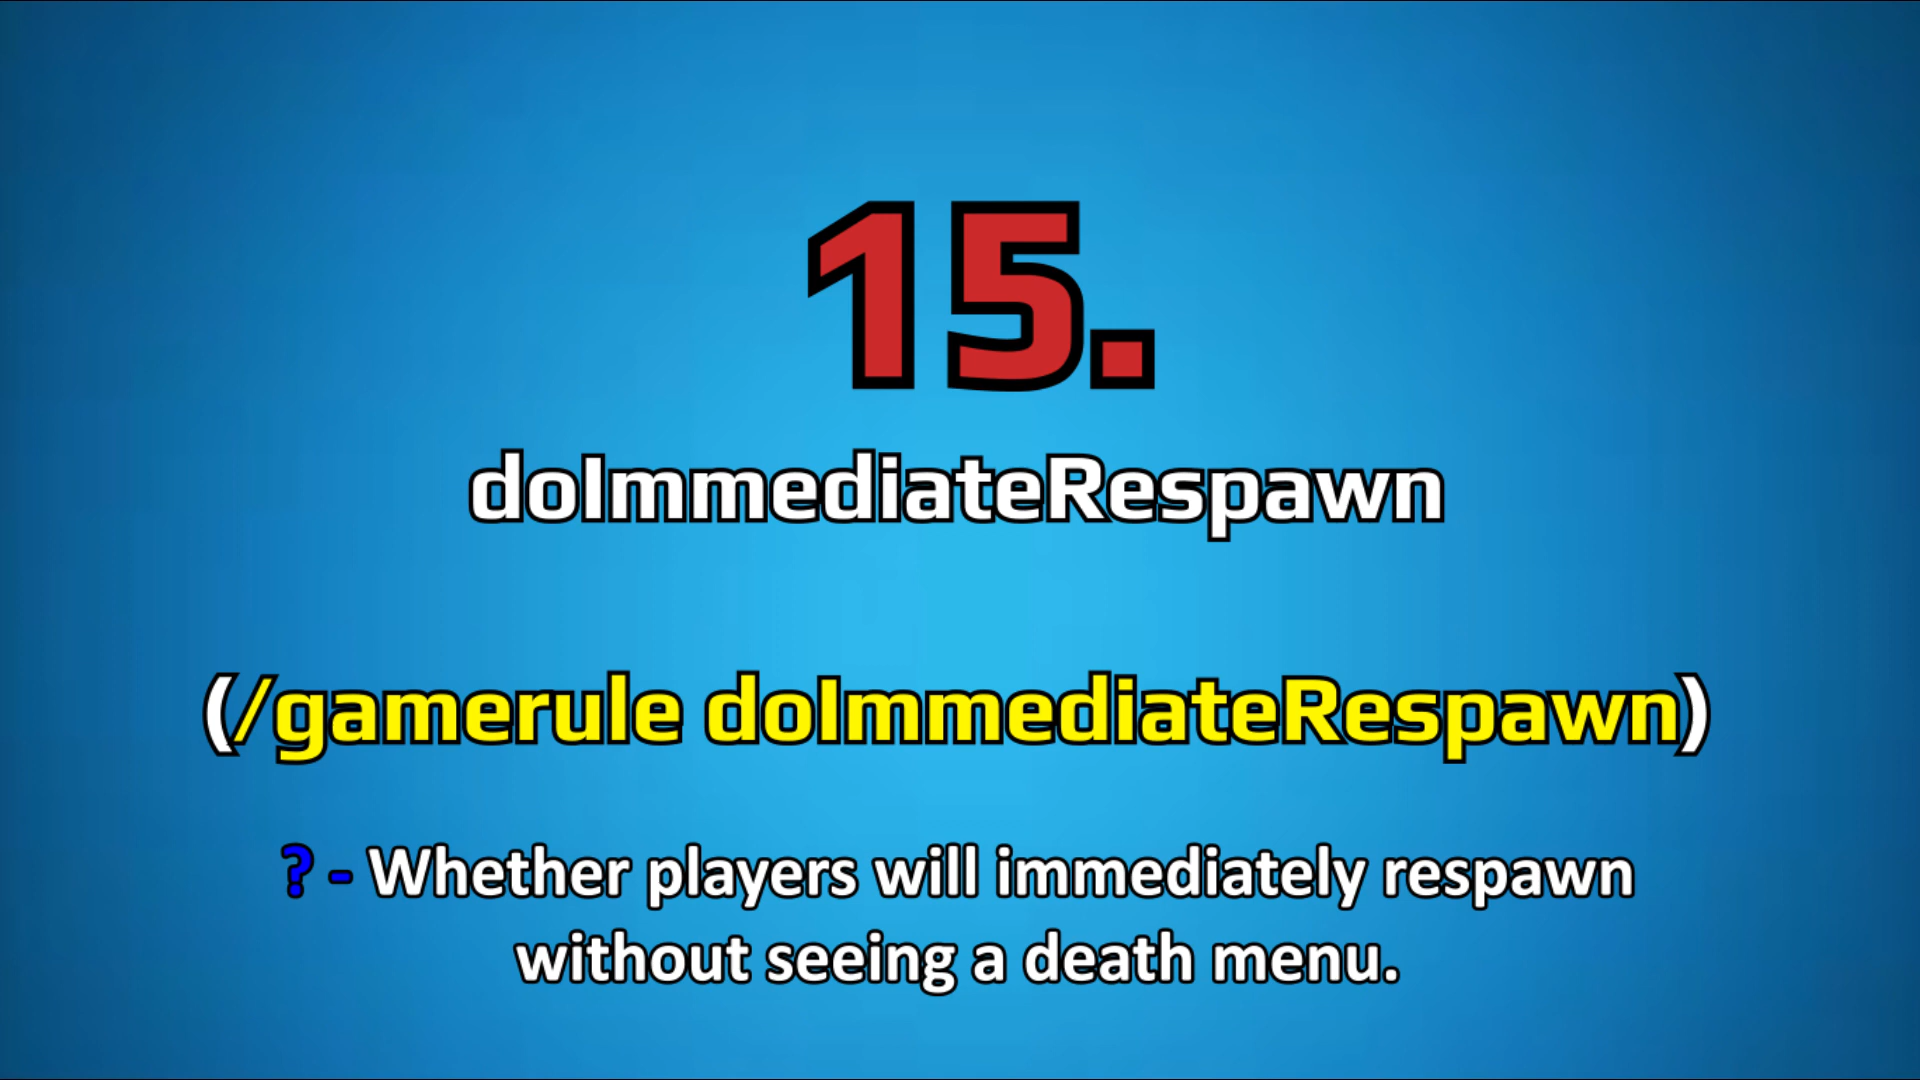 15.
doImmediateRespawn
(/gamerule doImmediateRespawn)
? - Whether players will immediately respawn
without seeing a death menu.